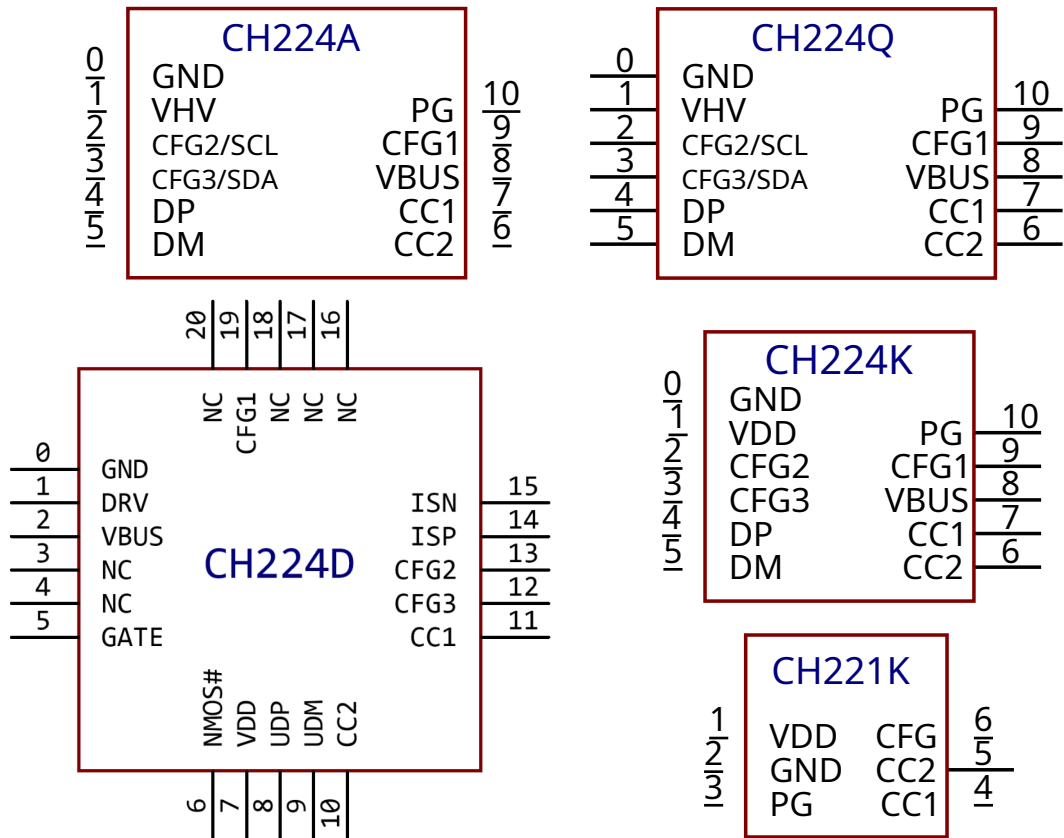 CH224A
0 GND
1 VHV PG 10
2 CFG2/SCL CFG1 9
3 CFG3/SDA VBUS 8
4 DP CC1 7
5 DM CC2 6
CH224Q
0 GND
1 VHV PG 10
2 CFG2/SCL CFG1 9
3 CFG3/SDA VBUS 8
4 DP CC1 7
5 DM CC2 6
20 19 18 17 16
NC CFG1 NC NC NC
0 GND
1 DRV ISN 15
2 VBUS ISP 14
3 NC CFG2 13
CH224D
4 NC CFG3 12
5 GATE CC1 11
NMOS# VDD UDP UDM CC2
6 7 8 9 10
CH224K
0 GND
1 VDD PG 10
2 CFG2 CFG1 9
3 CFG3 VBUS 8
4 DP CC1 7
5 DM CC2 6
CH221K
1 VDD CFG 6
2 GND CC2 5
3 PG CC1 4